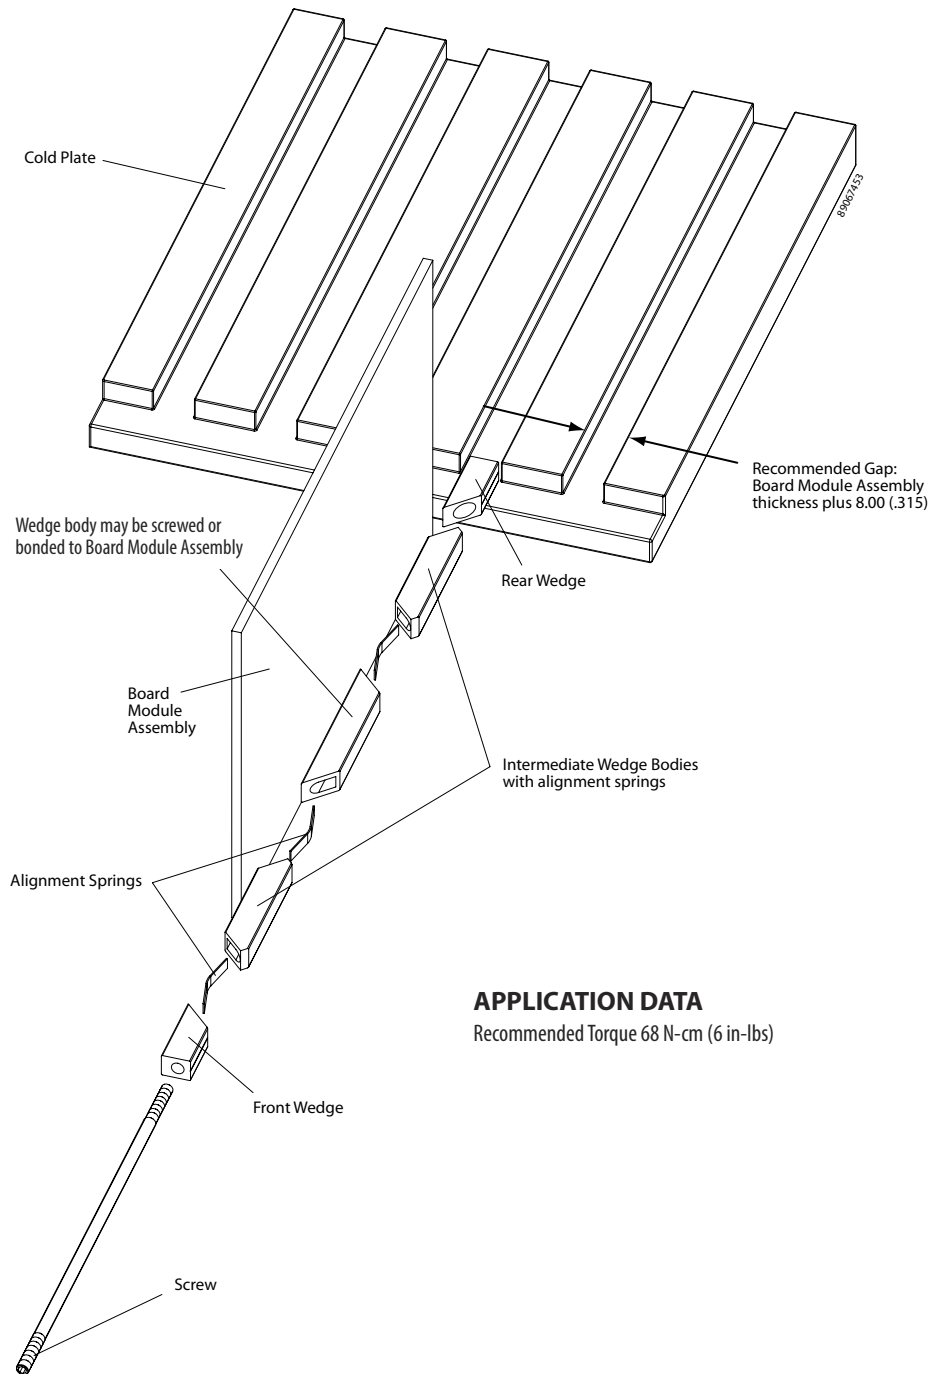 Cold Plate
89067453
Recommended Gap:
Board Module Assembly
thickness plus 8.00 (.315)
Wedge body may be screwed or
bonded to Board Module Assembly
Rear Wedge
Board
Module
Assembly
Intermediate Wedge Bodies
with alignment springs
Alignment Springs
APPLICATION DATA
Recommended Torque 68 N-cm (6 in-lbs)
Front Wedge
Screw